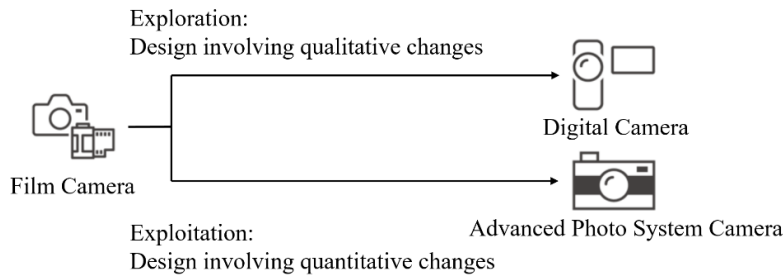 Exploration:
Design involving qualitative changes
Film Camera
Digital Camera
Advanced Photo System Camera
Exploitation:
Design involving quantitative changes